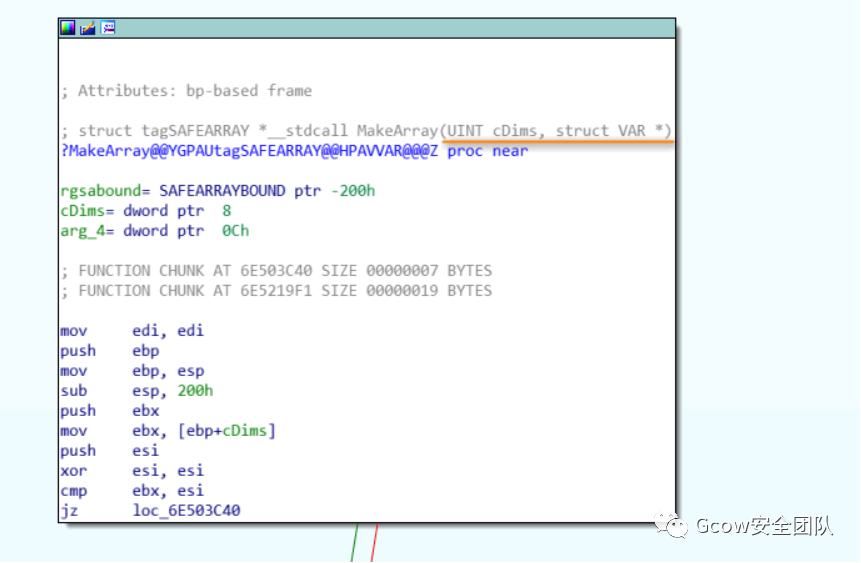 ; Attributes: bp-based frame
; struct tagSAFEARRAY *__stdcall MakeArray(UINT cDims, struct VAR *)
?MakeArray@@YGPAUtagSAFEARRAY@@HPAVVAR@@@Z proc near
rgsabound= SAFEARRAYBOUND ptr -200h
cDims= dword ptr  8
arg_4= dword ptr  0Ch
; FUNCTION CHUNK AT 6E503C40 SIZE 00000007 BYTES
; FUNCTION CHUNK AT 6E5219F1 SIZE 00000019 BYTES
mov     edi, edi
push    ebp
mov     ebp, esp
sub     esp, 200h
push    ebx
mov     ebx, [ebp+cDims]
push    esi
xor     esi, esi
cmp     ebx, esi
jz      loc_6E503C40
Gcow安全团队